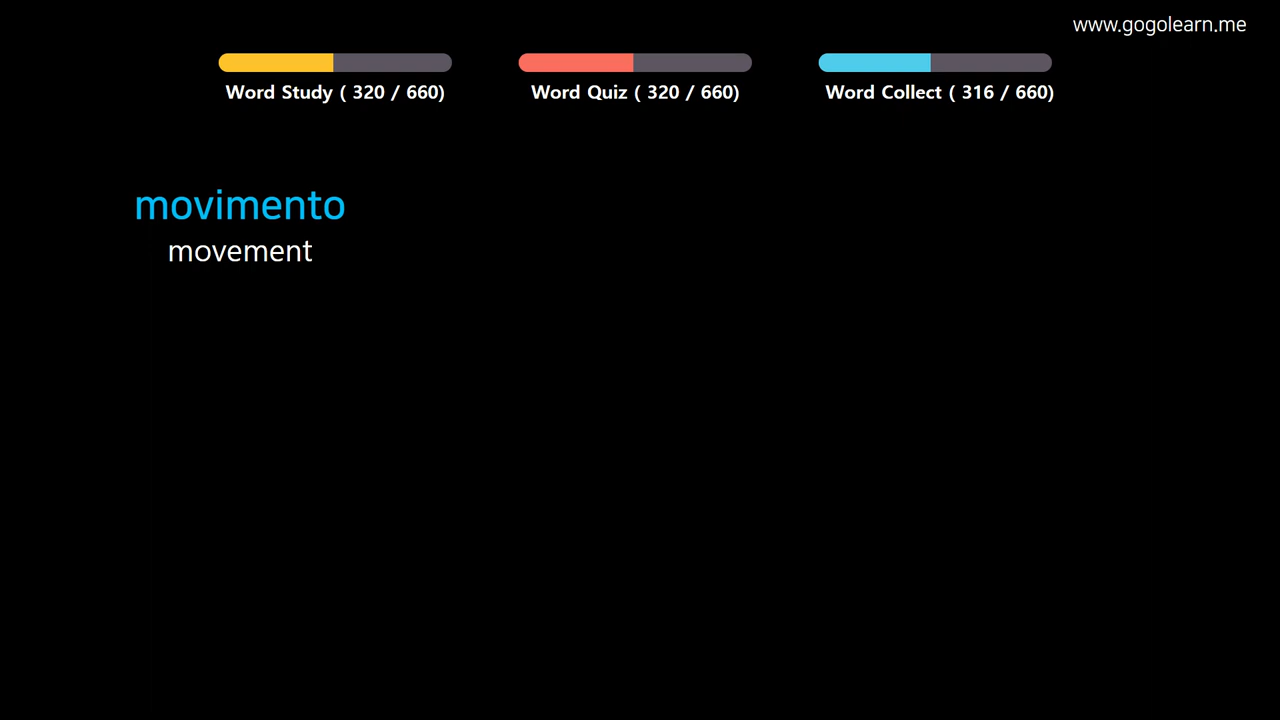 www.gogolearn.me
Word Study ( 320 / 660)
Word Quiz ( 320 / 660)
Word Collect ( 316 / 660)
movimento
movement